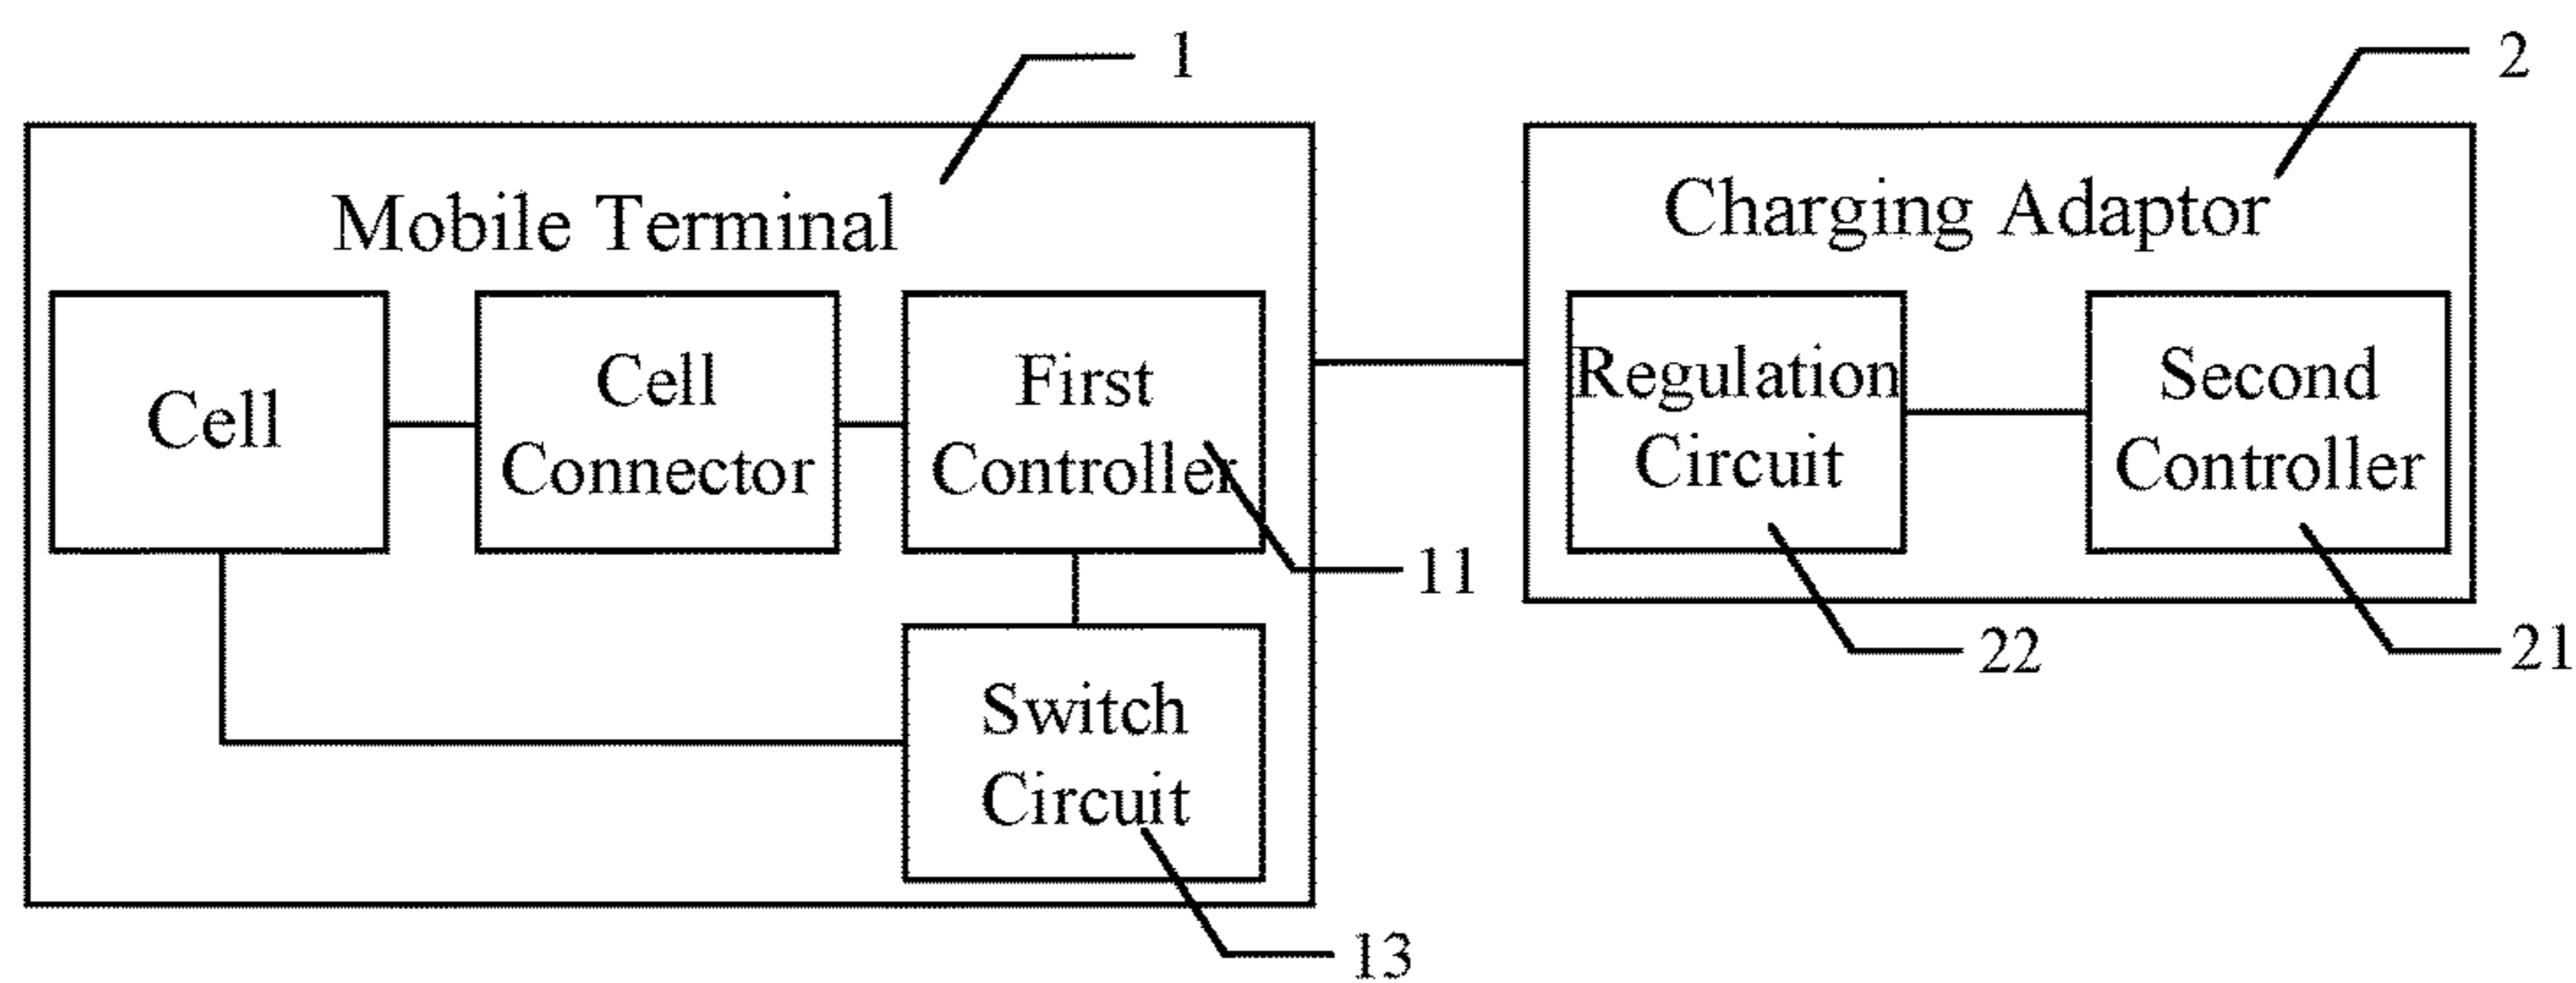 1
2
Mobile Terminal
Charging Adaptor
Cell
Cell
Connector
First
Controller
Regulation
Circuit
Second
Controller
11
22
21
Switch
Circuit
13